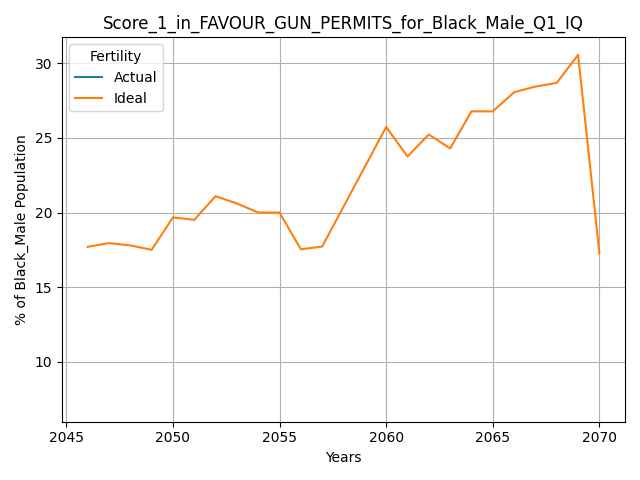 Score_1_in_FAVOUR_GUN_PERMITS_for_Black_Male_Q1_IQ
Fertility
Actual
Ideal
% of Black_Male Population
30
25
20
15
10
2045 2050 2055 2060 2065 2070
Years